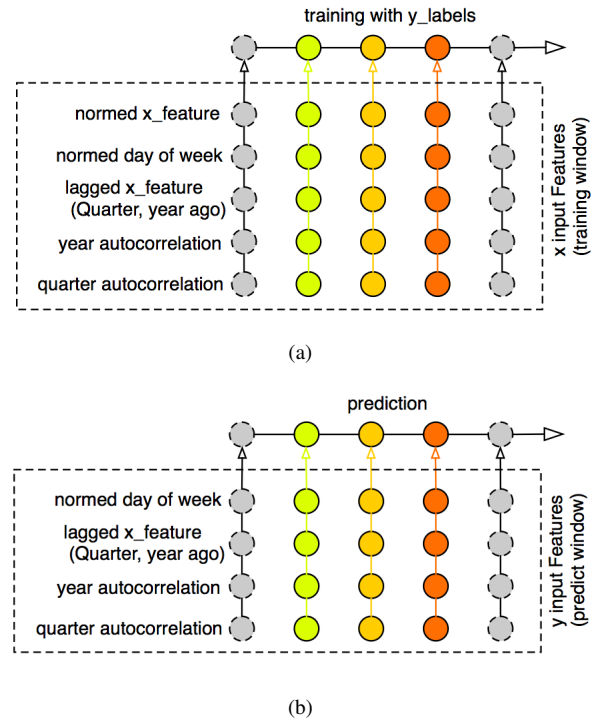 training with y_labels
normed x_feature
normed day of week
lagged x_feature
(Quarter, year ago)
year autocorrelation
quarter autocorrelation
x input Features
(training window)
(a)
prediction
normed day of week
lagged x_feature
(Quarter, year ago)
year autocorrelation
quarter autocorrelation
y input Features
(predict window)
(b)